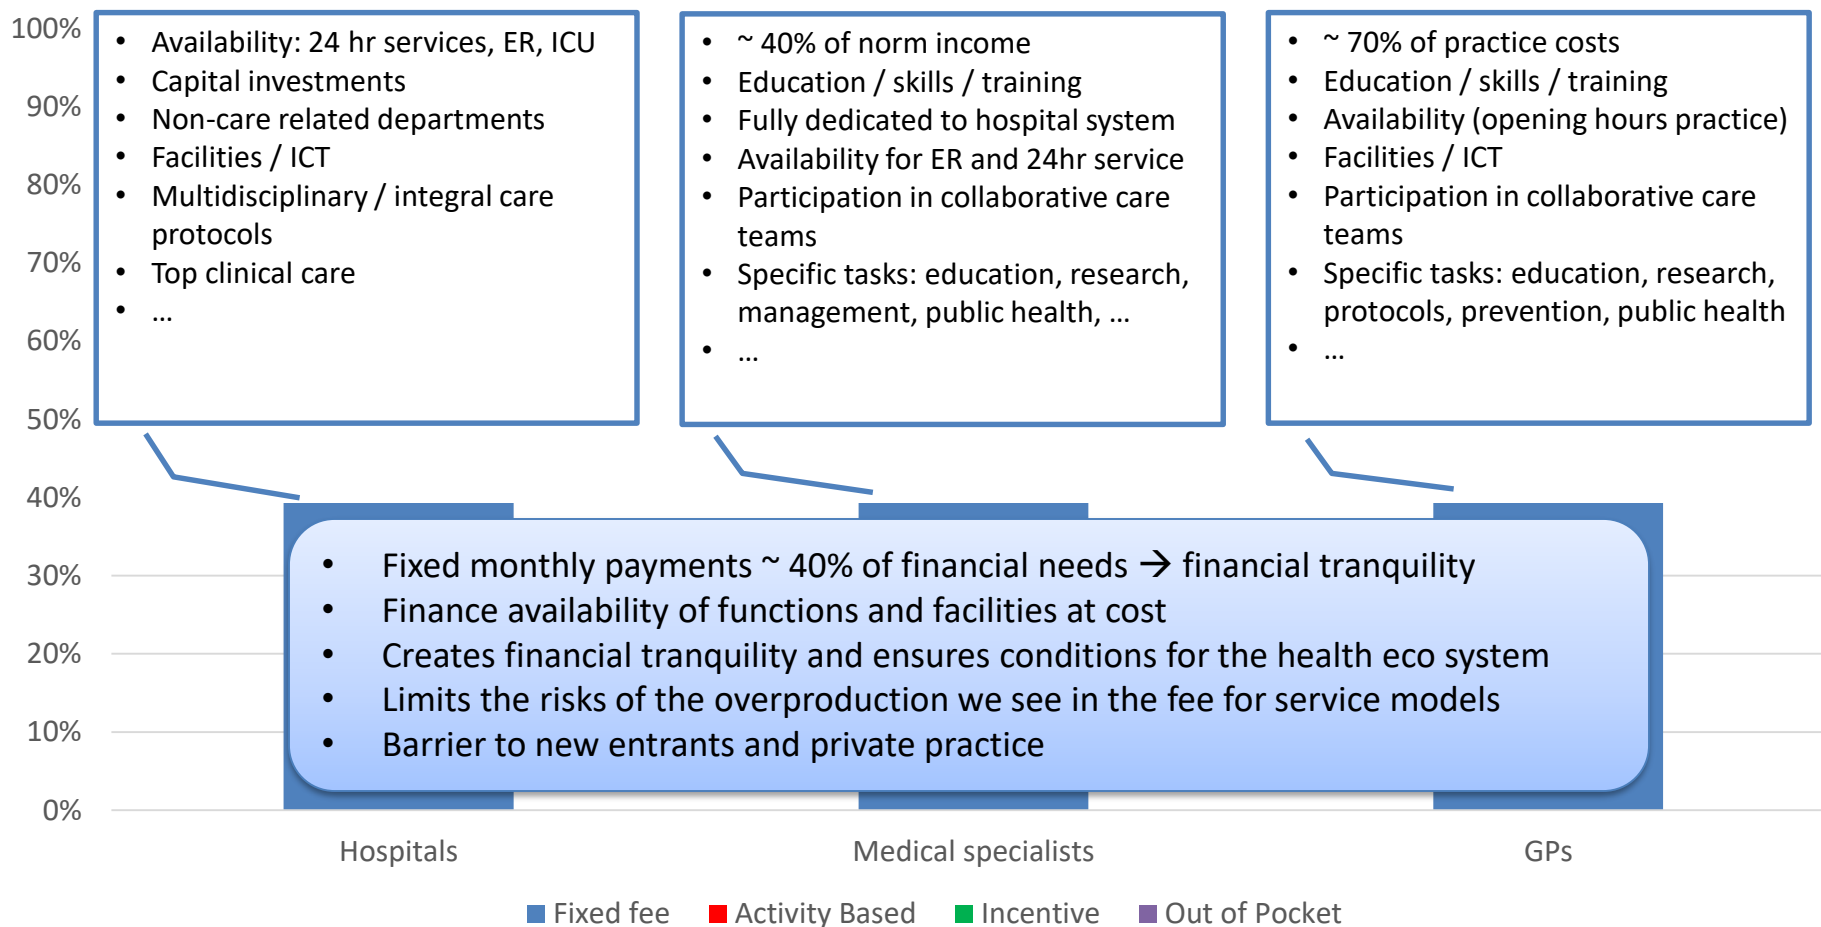 100%
90%
80%
70%
60%
50%
40%
30%
20%
10%
0%
• Availability: 24 hr services, ER, ICU
• Capital investments
• Non-care related departments
• Facilities / ICT
• Multidisciplinary / integral care
protocols
• Top clinical care
• ...
• ~ 40% of norm income
• Education / skills / training
• Fully dedicated to hospital system
• Availability for ER and 24hr service
• Participation in collaborative care
teams
• Specific tasks: education, research,
management, public health, ...
• ...
• ~ 70% of practice costs
• Education / skills / training
• Availability (opening hours practice)
• Facilities / ICT
• Participation in collaborative care
teams
• Specific tasks: education, research,
protocols, prevention, public health
• ...
• Fixed monthly payments ~ 40% of financial needs → financial tranquility
• Finance availability of functions and facilities at cost
• Creates financial tranquility and ensures conditions for the health eco system
• Limits the risks of the overproduction we see in the fee for service models
• Barrier to new entrants and private practice
Hospitals
Medical specialists
GPs
Fixed fee
Activity Based
Incentive
Out of Pocket